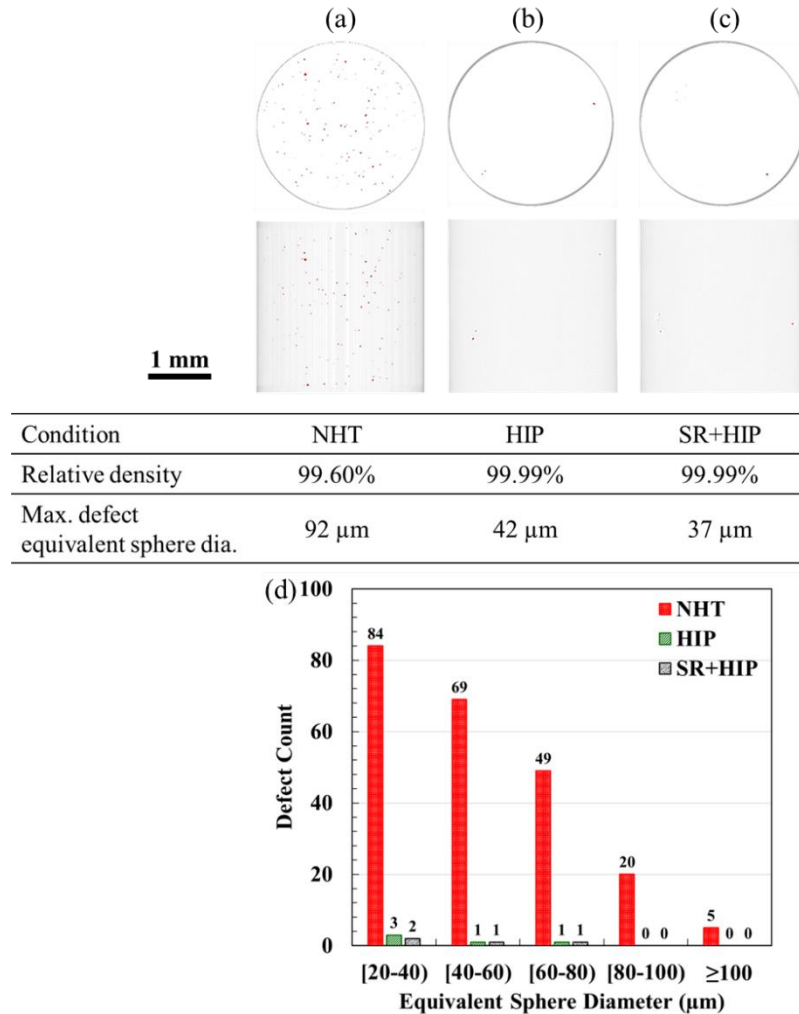 (a) (b) (c)
1 mm
Condition NHT HIP SR+HIP
Relative density 99.60% 99.99% 99.99%
Max. defect
equivalent sphere dia. 92 µm 42 µm 37 µm
(d)
NHT
HIP
SR+HIP
Defect Count
100
80
60
40
20
0
84
3
2
69
1
1
49
1
1
20
0
0
5
0
0
[20-40) [40-60) [60-80) [80-100) ≥100
Equivalent Sphere Diameter (µm)